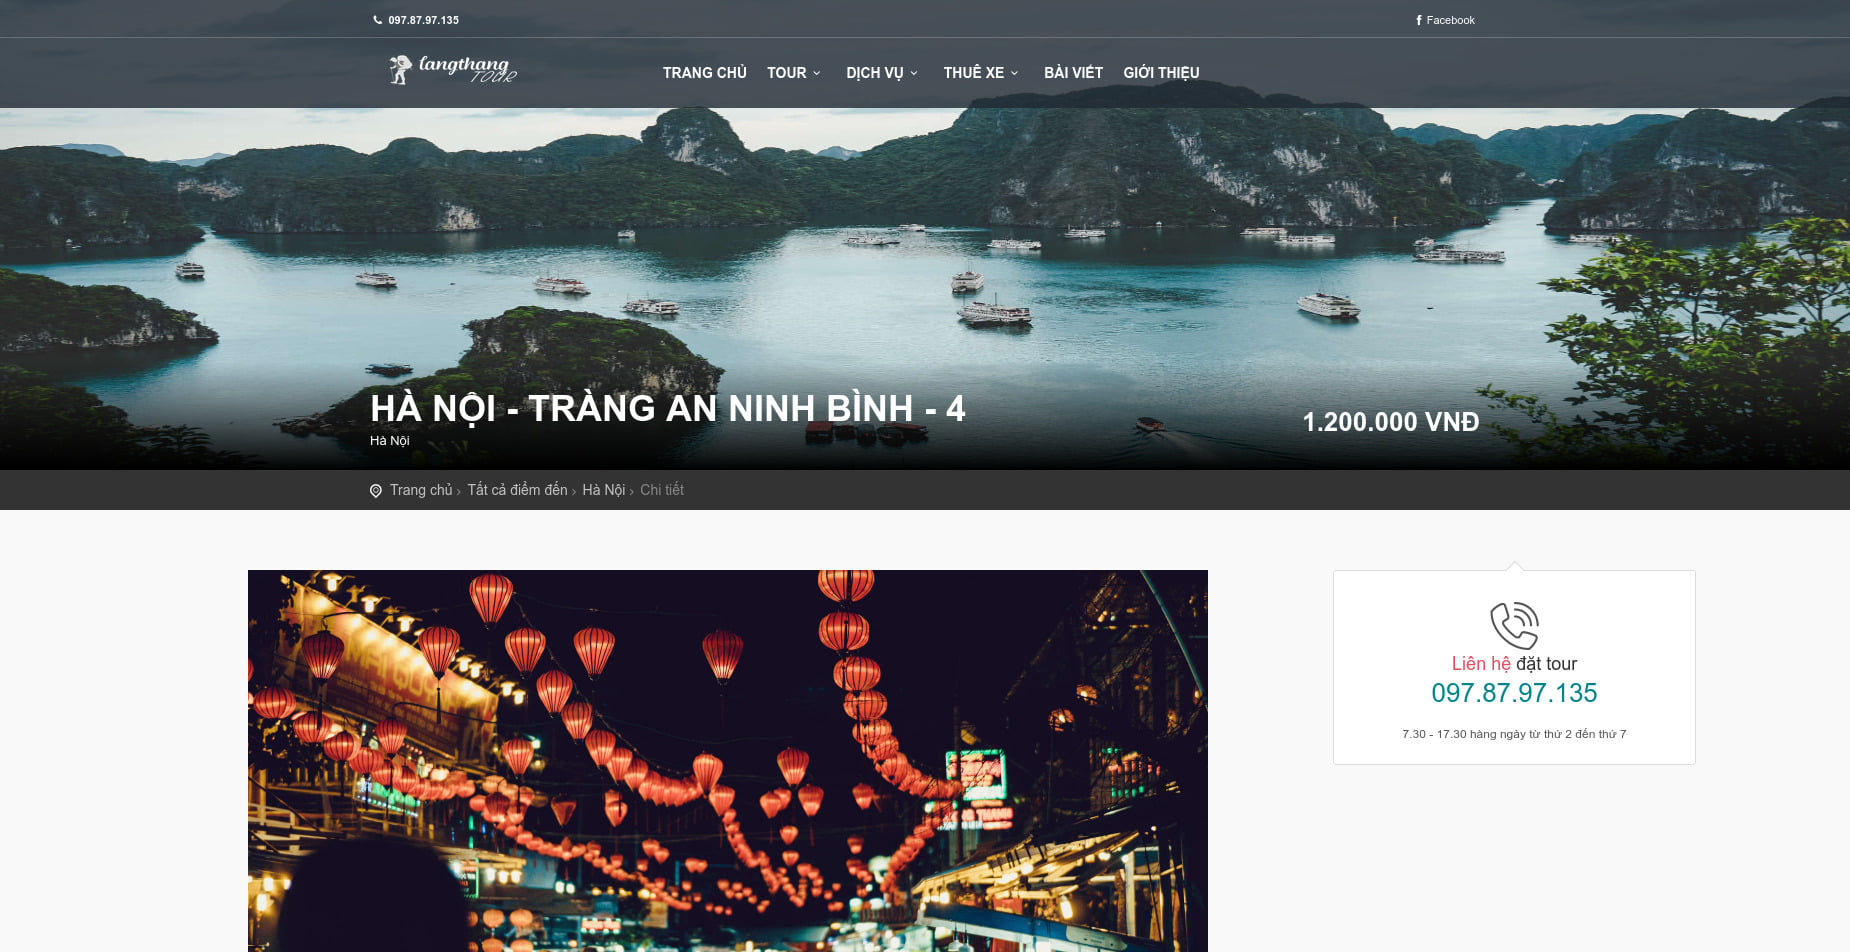 097.87.97.135
Facebook
langthang
TOUR
TRANG CHỦ TOUR DỊCH VỤ THUÊ XE BÀI VIẾT GIỚI THIỆU
HÀ NỘI - TRÀNG AN NINH BÌNH - 4
1.200.000 VNĐ
Hà Nội
Trang chủ › Tất cả điểm đến › Hà Nội › Chi tiết
Liên hệ đặt tour
097.87.97.135
7.30 - 17.30 hàng ngày từ thứ 2 đến thứ 7